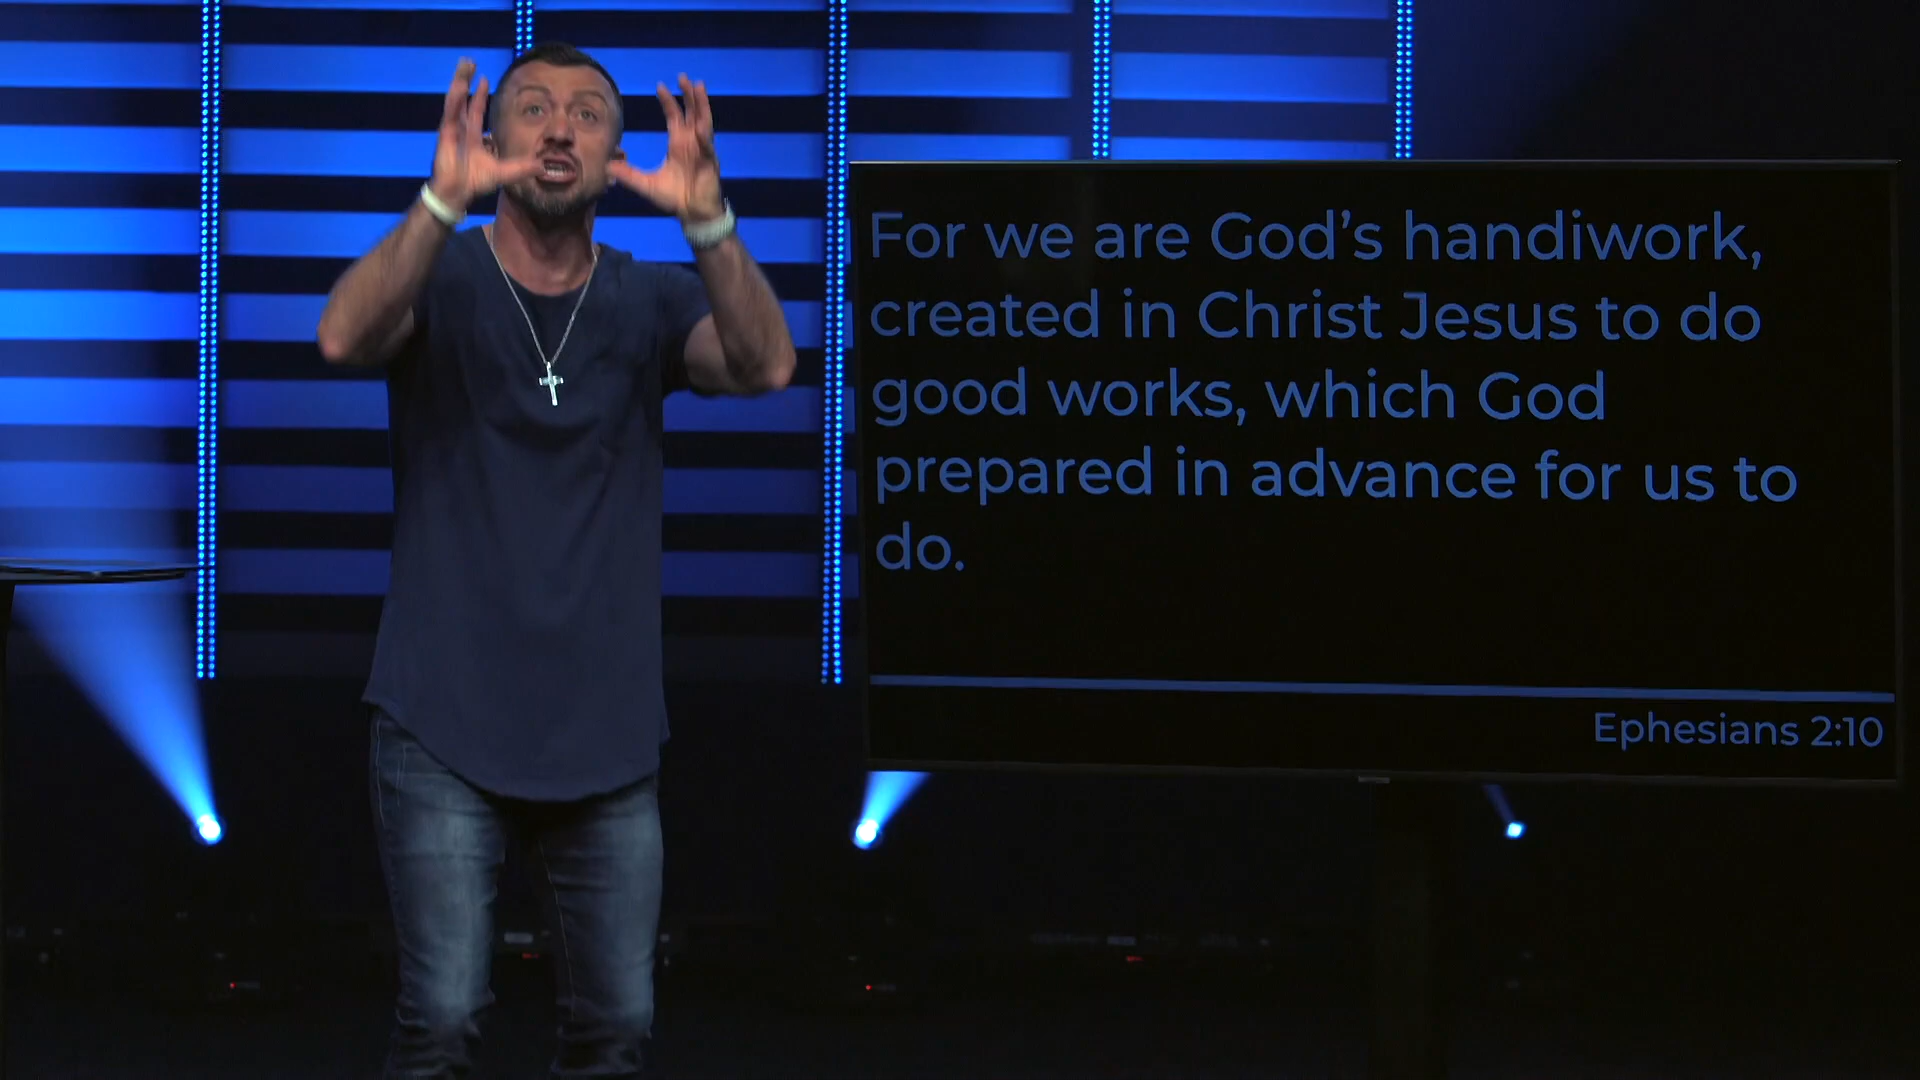 For we are God’s handiwork,
created in Christ Jesus to do
good works, which God
prepared in advance for us to
do.
Ephesians 2:10